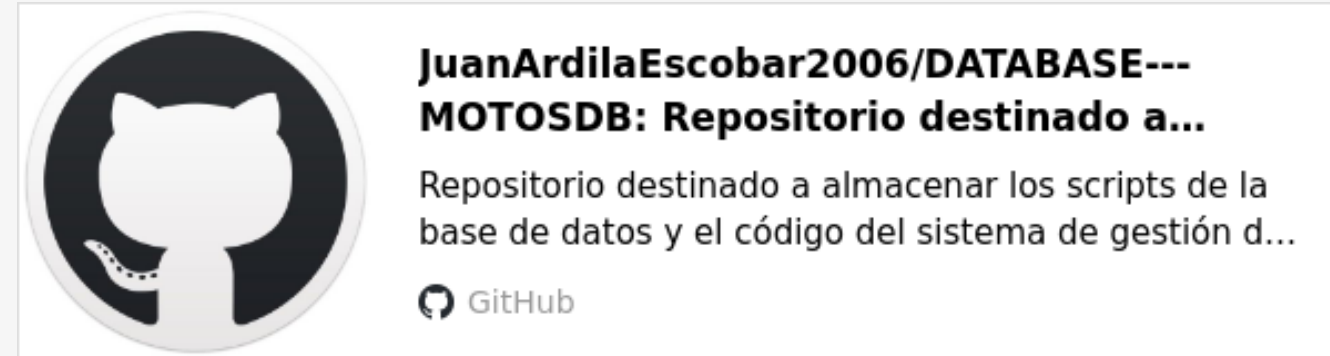 JuanArdilaEscobar2006/DATABASE---
MOTOSDB: Repositorio destinado a...
Repositorio destinado a almacenar los scripts de la
base de datos y el código del sistema de gestión d...
GitHub